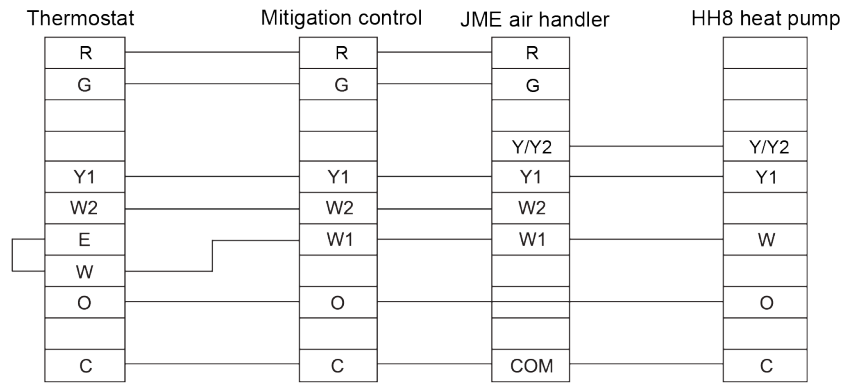 Thermostat Mitigation control JME air handler HH8 heat pump
R R R
G G G
Y/Y2 Y/Y2
Y1 Y1 Y1 Y1
W2 W2 W2
E W1 W1 W
W
O O O
C C COM C